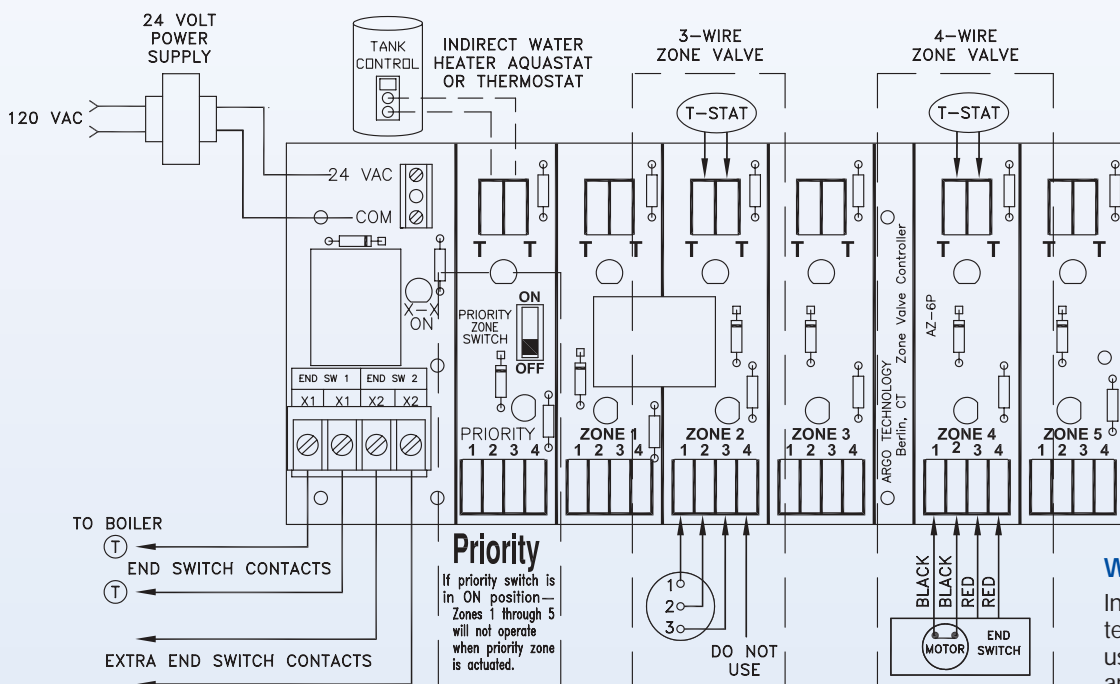 24 VOLT
POWER
SUPPLY
120 VAC
TANK
CONTROL
INDIRECT WATER
HEATER AQUASTAT
OR THERMOSTAT
3-WIRE
ZONE VALVE
T-STAT
4-WIRE
ZONE VALVE
T-STAT
24 VAC
COM
X-X
ON
T T
T T
T T
T T
T T
T T
PRIORITY
ZONE
SWITCH
ON
OFF
END SW 1 END SW 2
X1 X1 X2 X2
PRIORITY
1 2 3 4
ZONE 1
1 2 3 4
ZONE 2
1 2 3 4
ZONE 3
1 2 3 4
ARGO TECHNOLOGY
Berlin, CT
Zone Valve Controller
AZ-6P
ZONE 4
1 2 3 4
ZONE 5
1 2 3 4
TO BOILER
T
END SWITCH CONTACTS
T
EXTRA END SWITCH CONTACTS
Priority
If priority switch is
in ON position—
Zones 1 through 5
will not operate
when priority zone
is actuated.
1
2
3
DO NOT
USE
BLACK
BLACK
RED
RED
MOTOR
END
SWITCH
W
In
te
us